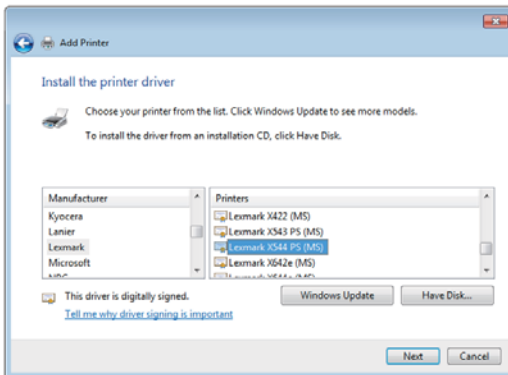 Add Printer
Install the printer driver
Choose your printer from the list. Click Windows Update to see more models.
To install the driver from an installation CD, click Have Disk.
Manufacturer
Kyocera
Lanier
Lexmark
Microsoft
Printers
Lexmark X422 (MS)
Lexmark X543 PS (MS)
Lexmark X544 PS (MS)
Lexmark X642e (MS)
This driver is digitally signed.
Tell me why driver signing is important
Windows Update
Have Disk...
Next
Cancel